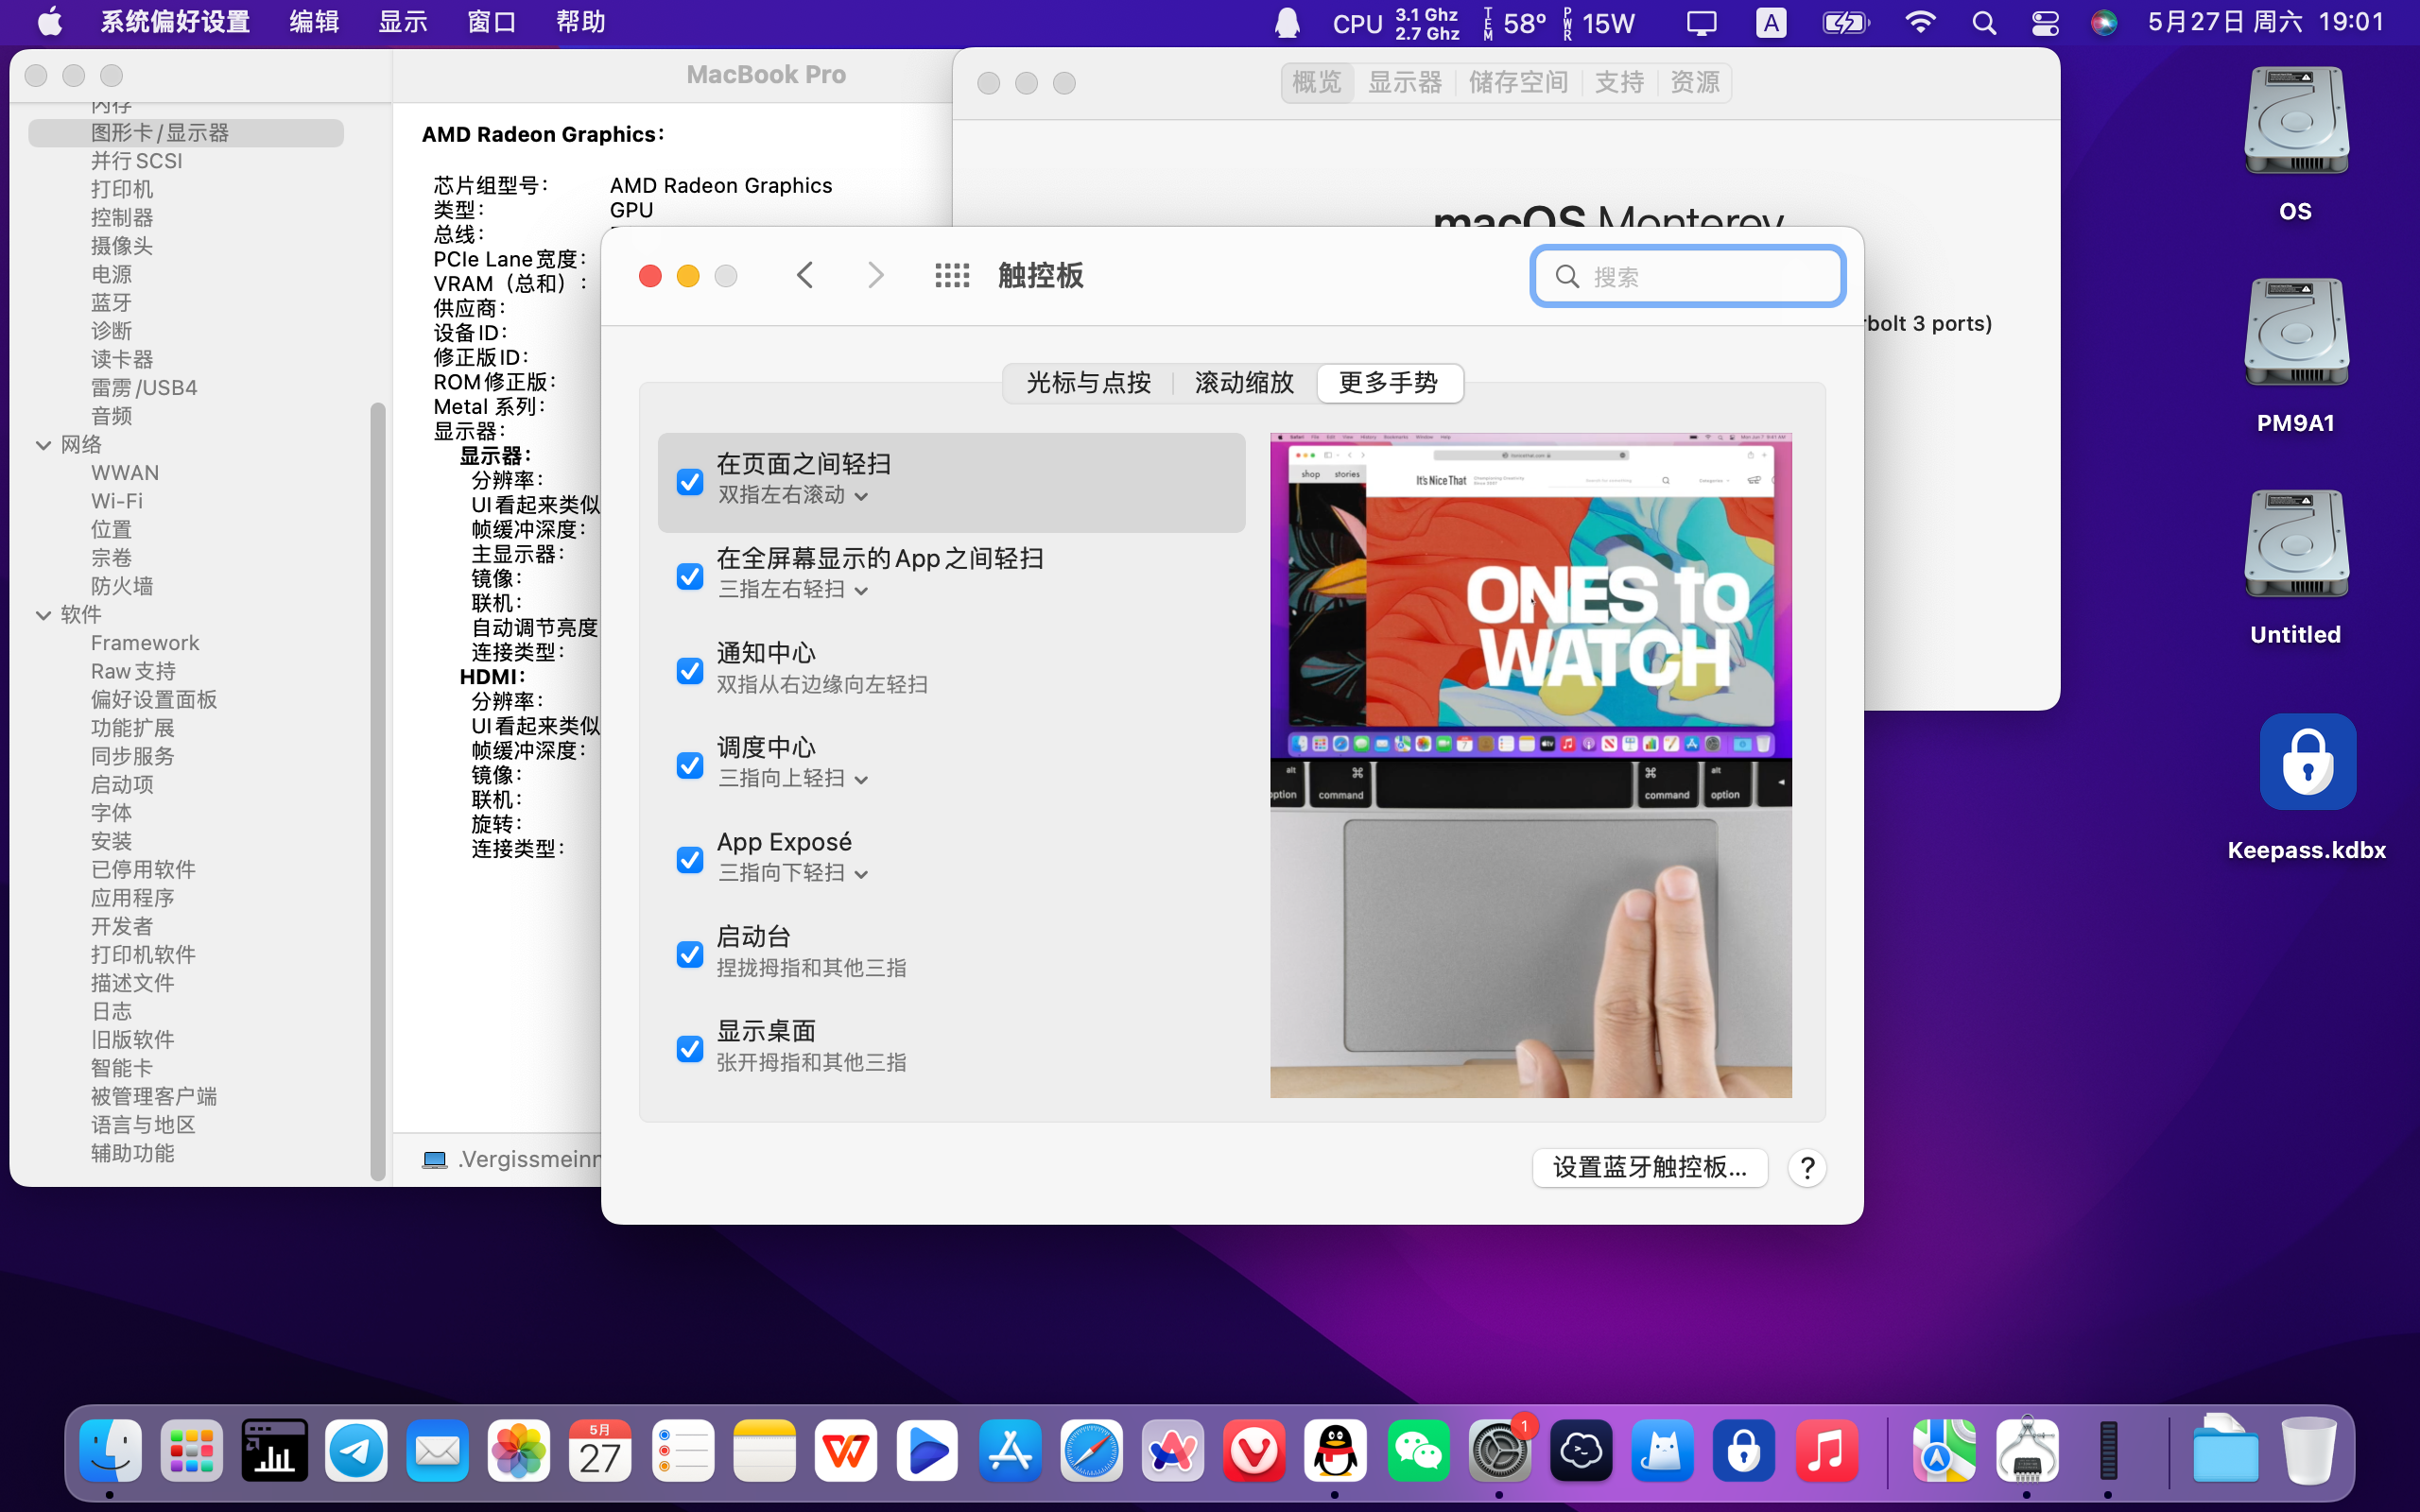 系统偏好设置 编辑 显示 窗口 帮助
CPU 3.1 Ghz 2.7 Ghz TEM 58° PWR 15W A 5月27日 周六 19:01
MacBook Pro
内存
图形卡/显示器
并行SCSI
打印机
控制器
摄像头
电源
蓝牙
诊断
读卡器
雷雳/USB4
音频
网络
WWAN
Wi-Fi
位置
宗卷
防火墙
软件
Framework
Raw支持
偏好设置面板
功能扩展
同步服务
启动项
字体
安装
已停用软件
应用程序
开发者
打印机软件
描述文件
日志
旧版软件
智能卡
被管理客户端
语言与地区
辅助功能
AMD Radeon Graphics:
芯片组型号: AMD Radeon Graphics
类型: GPU
总线:
PCIe Lane宽度:
VRAM（总和）:
供应商:
设备ID:
修正版ID:
ROM修正版:
Metal 系列:
显示器:
显示器:
分辨率:
UI看起来类似
帧缓冲深度:
主显示器:
镜像:
联机:
自动调节亮度
连接类型:
HDMI:
分辨率:
UI看起来类似
帧缓冲深度:
镜像:
联机:
旋转:
连接类型:
.Vergissmeinn
概览 显示器 储存空间 支持 资源
macOS Monterey
bolt 3 ports)
触控板
搜索
光标与点按 滚动缩放 更多手势
在页面之间轻扫
双指左右滚动
在全屏幕显示的App之间轻扫
三指左右轻扫
通知中心
双指从右边缘向左轻扫
调度中心
三指向上轻扫
App Exposé
三指向下轻扫
启动台
捏拢拇指和其他三指
显示桌面
张开拇指和其他三指
shop stories
It's Nice That
ONES to
WATCH
alt alt
option command command option
设置蓝牙触控板... ?
OS
PM9A1
Untitled
Keepass.kdbx
5月
27
1